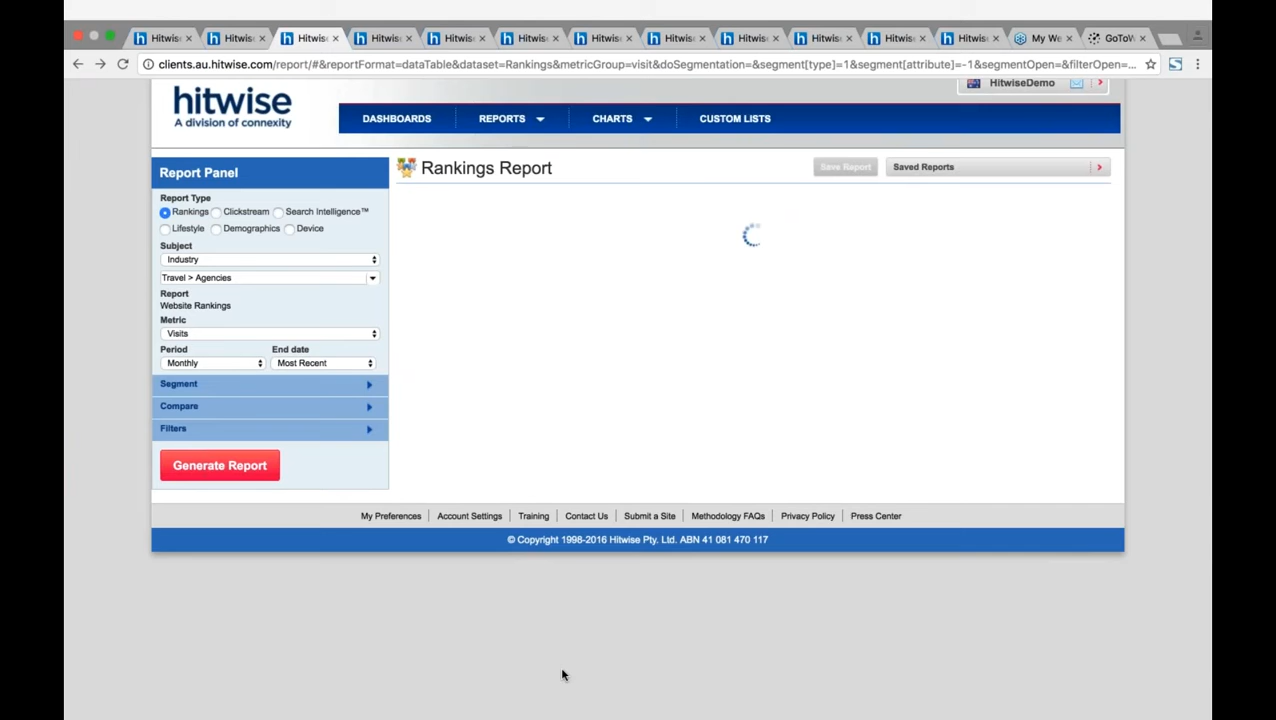 Hitwise Hitwise Hitwise Hitwise Hitwise Hitwise Hitwise Hitwise Hitwise Hitwise Hitwise Hitwise My We GoToW
clients.au.hitwise.com/report/#&reportFormat=dataTable&dataset=Rankings&metricGroup=visit&doSegmentation=&segment[type]=1&segment[attribute]=-1&segmentOpen=&filterOpen=...
HitwiseDemo
hitwise
A division of connexity
DASHBOARDS REPORTS CHARTS CUSTOM LISTS
Report Panel
Report Type
Rankings Clickstream Search Intelligence™
Lifestyle Demographics Device
Subject
Industry
Travel > Agencies
Report
Website Rankings
Metric
Visits
Period End date
Monthly Most Recent
Segment
Compare
Filters
Generate Report
Rankings Report
Save Report Saved Reports
My Preferences Account Settings Training Contact Us Submit a Site Methodology FAQs Privacy Policy Press Center
© Copyright 1998-2016 Hitwise Pty. Ltd. ABN 41 081 470 117